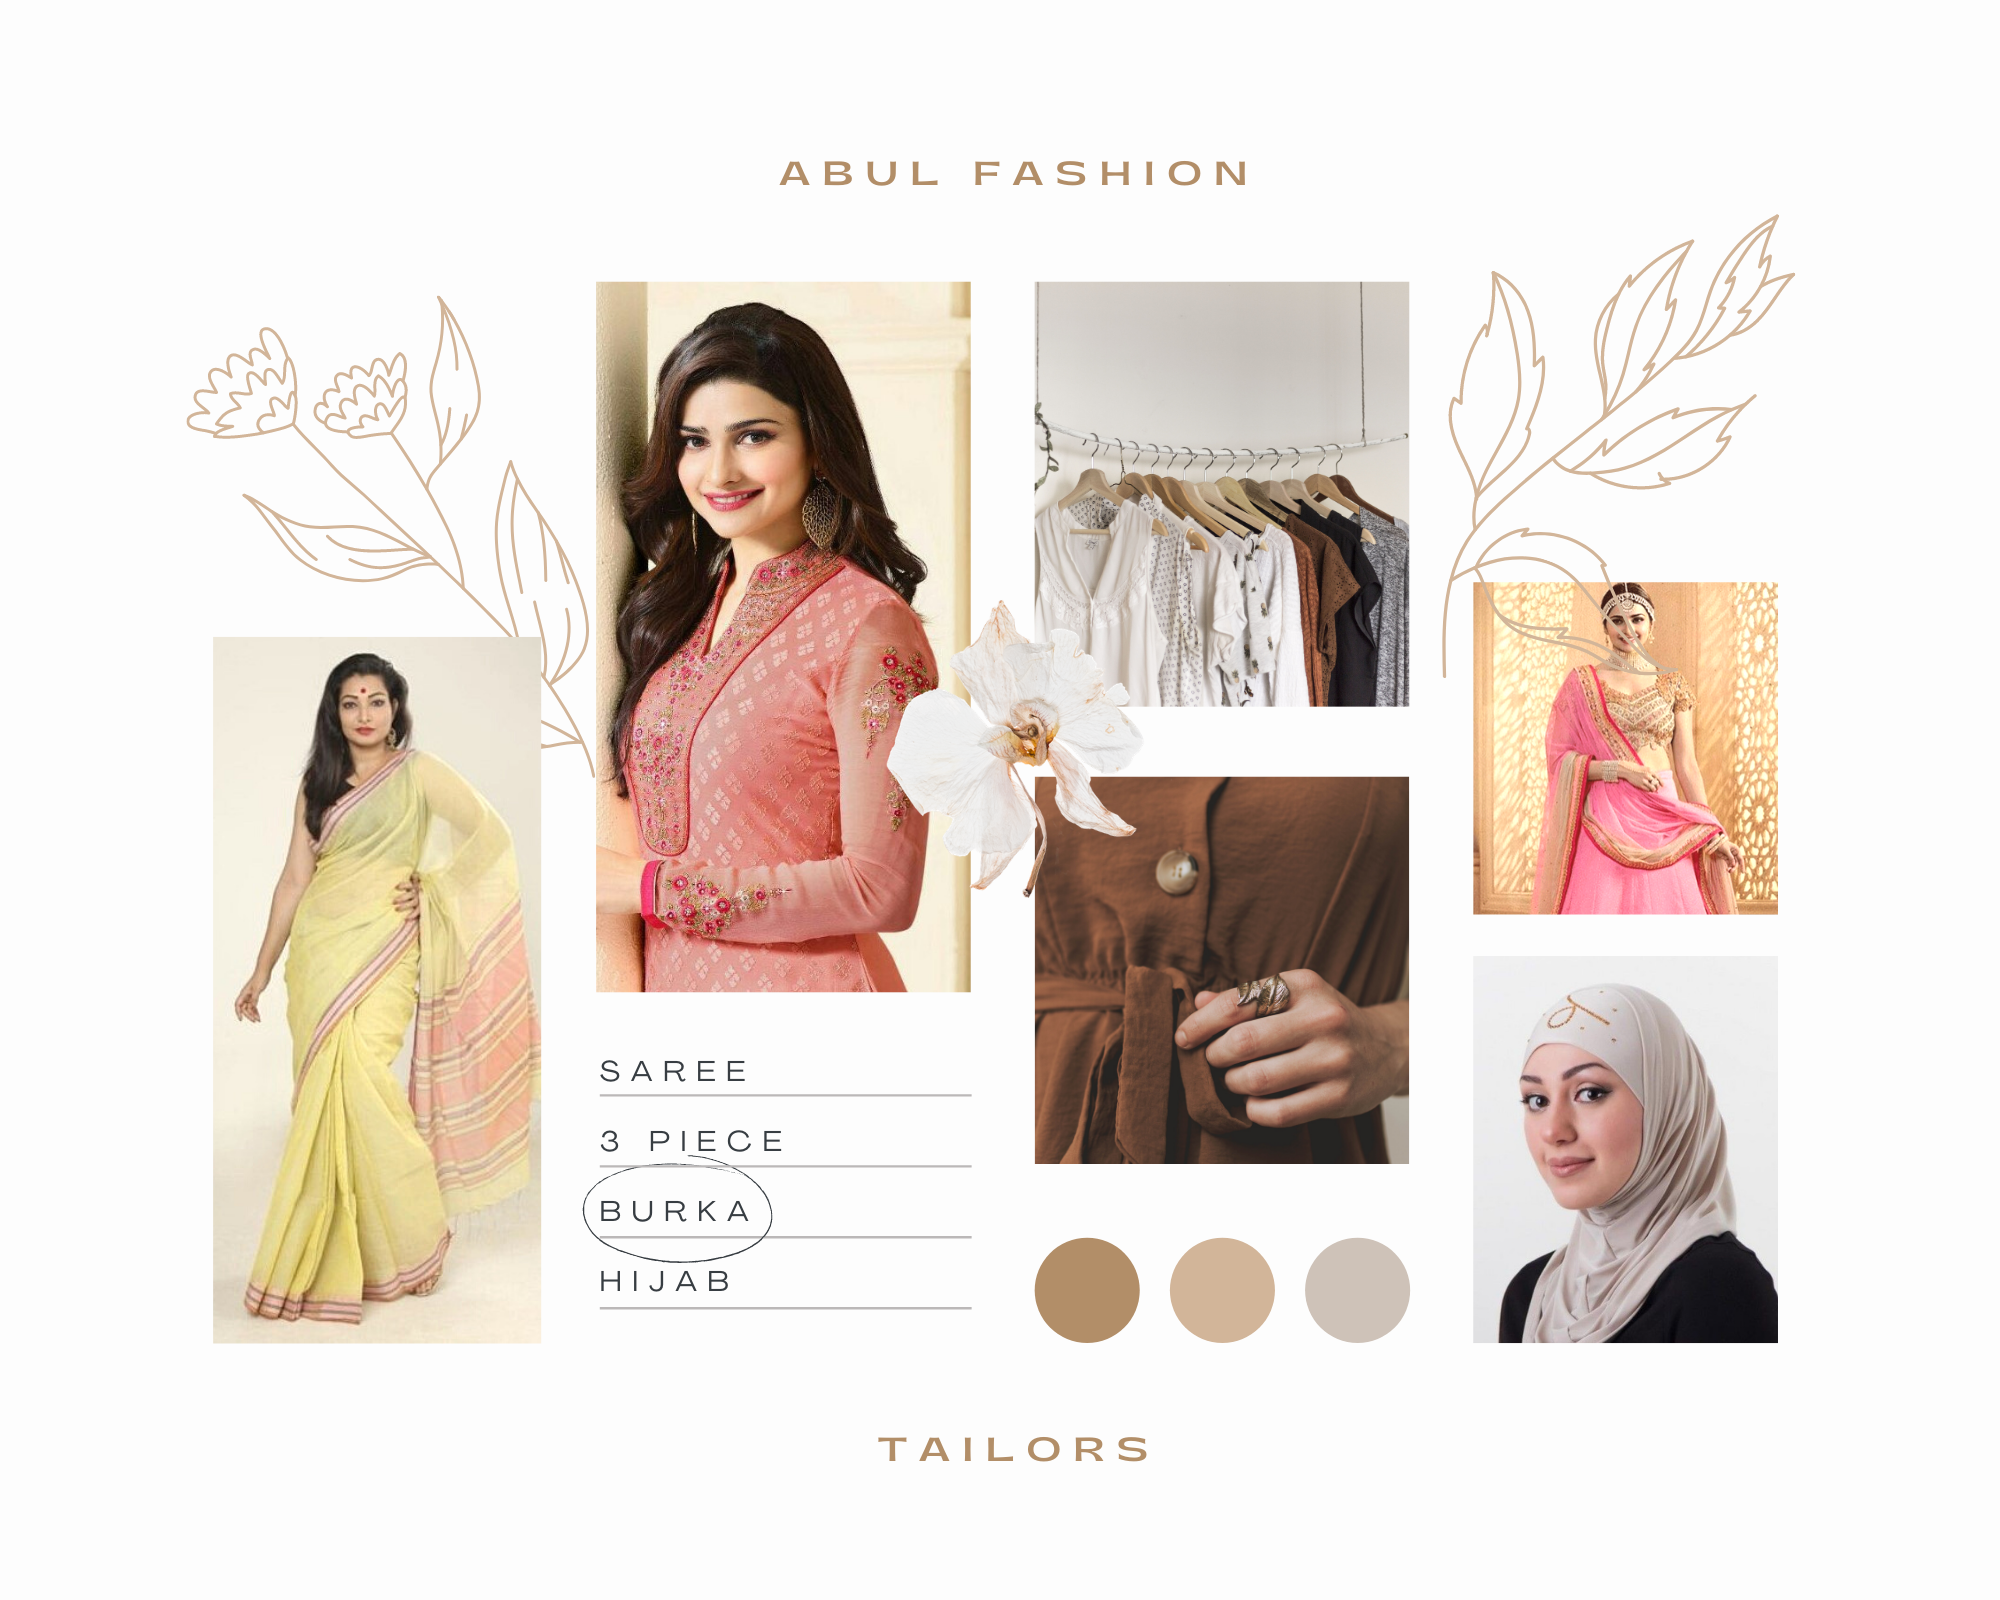 ABUL FASHION
SAREE
3 PIECE
BURKA
HIJAB
TAILORS